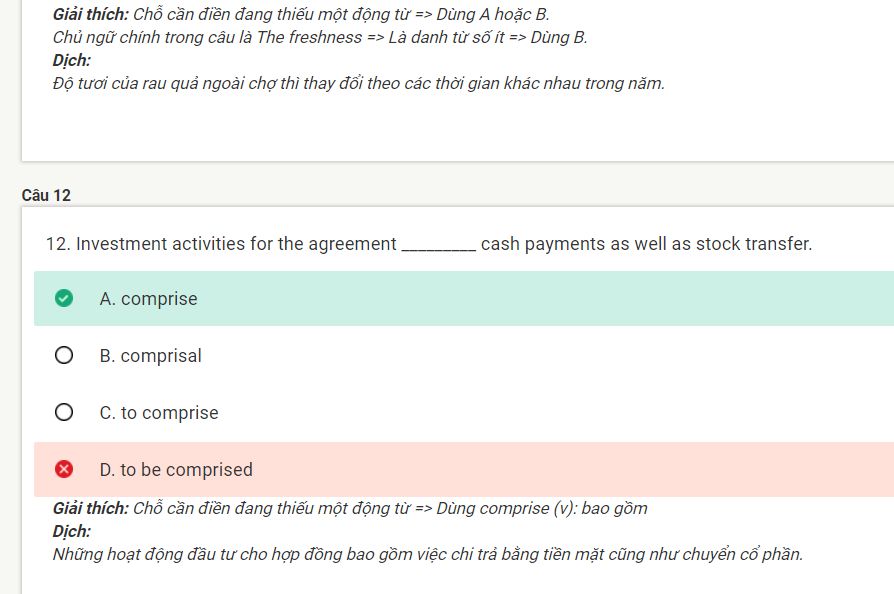 Giải thích: Chỗ cần điền đang thiếu một động từ => Dùng A hoặc B.
Chủ ngữ chính trong câu là The freshness => Là danh từ số ít => Dùng B.
Dịch:
Độ tươi của rau quả ngoài chợ thì thay đổi theo các thời gian khác nhau trong năm.
Câu 12
12. Investment activities for the agreement _________ cash payments as well as stock transfer.
A. comprise
B. comprisal
C. to comprise
D. to be comprised
Giải thích: Chỗ cần điền đang thiếu một động từ => Dùng comprise (v): bao gồm
Dịch:
Những hoạt động đầu tư cho hợp đồng bao gồm việc chi trả bằng tiền mặt cũng như chuyển cổ phần.